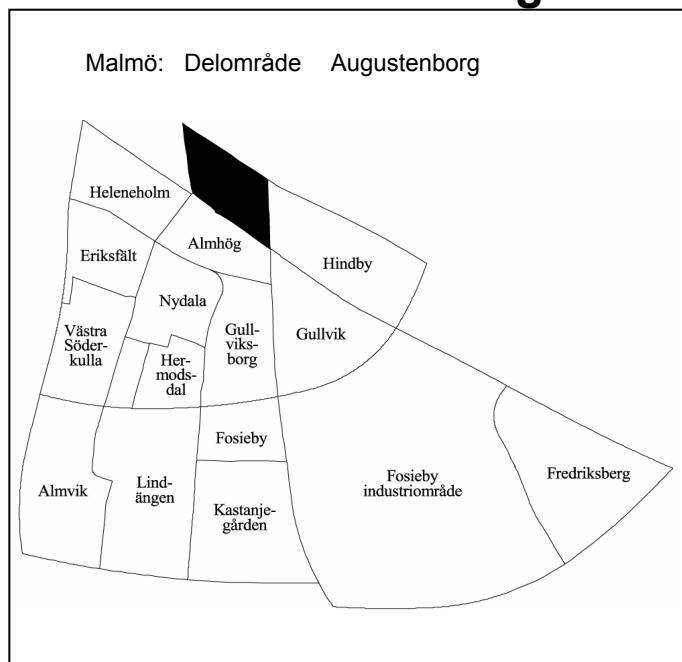 Malmö: Delområde Augustenborg
Heleneholm
Almhög
Eriksfält
Hindby
Nydala
Västra
Söder-
kulla
Gull-
viks-
borg
Gullvik
Her-
mods-
dal
Fosieby
Almvik
Lind-
ängen
Kastanje-
gården
Fosieby
industriområde
Fredriksberg